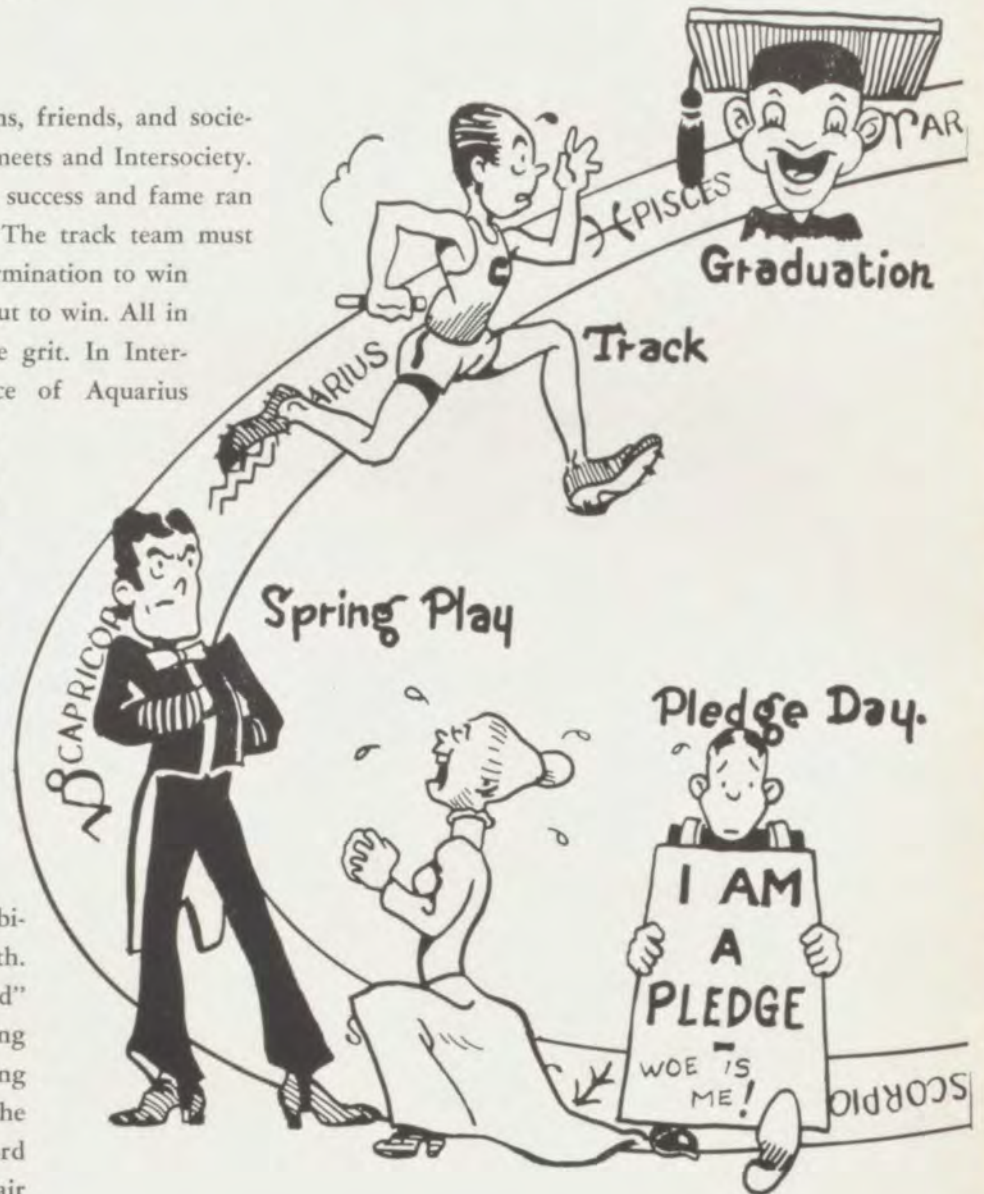 ns, friends, and socie-
neets and Intersociety.
success and fame ran
The track team must
rmination to win
out to win. All in
e grit. In Inter-
ce of Aquarius
AR
PISCES
Graduation
C
Track
ARIUS
Spring Play
CAPRICOR
Pledge Day.
I AM
A
PLEDGE
-
WOE IS
ME!
SCORPIO
bi-
th.
d"
ng
ng
he
rd
air